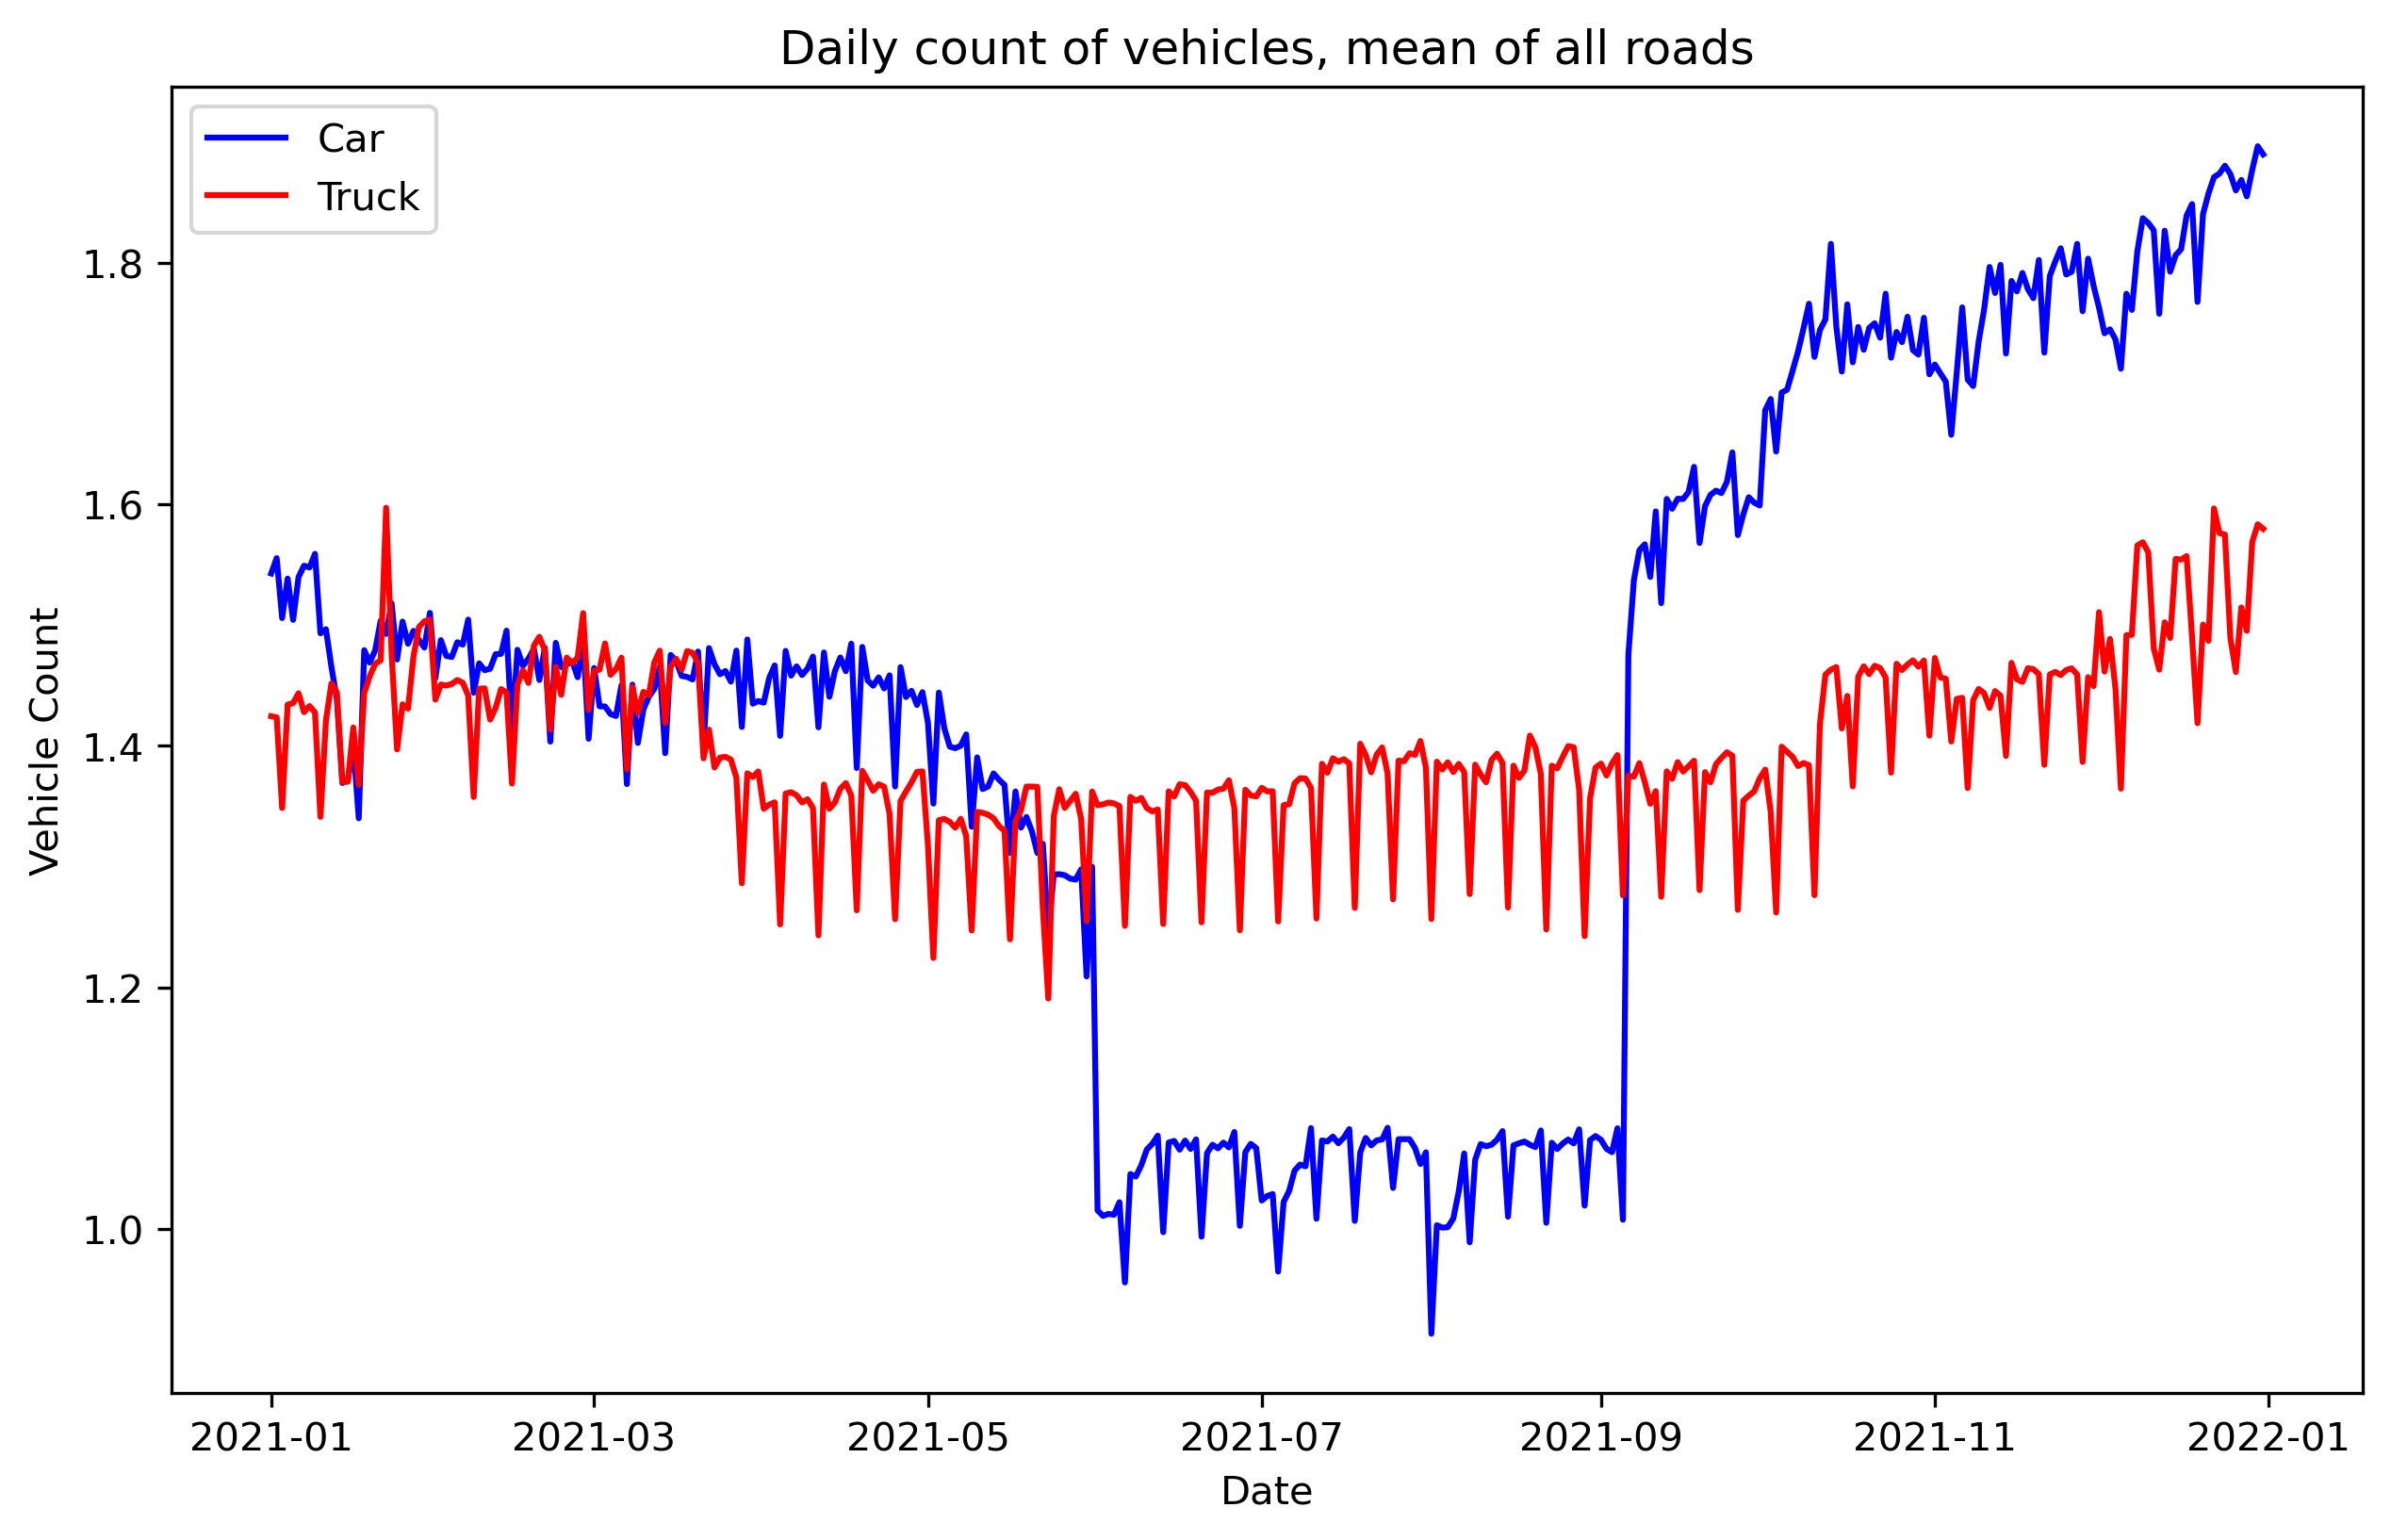 Daily count of vehicles, mean of all roads
Car
Truck
Vehicle Count
1.8
1.6
1.4
1.2
1.0
2021-01 2021-03 2021-05 2021-07 2021-09 2021-11 2022-01
Date